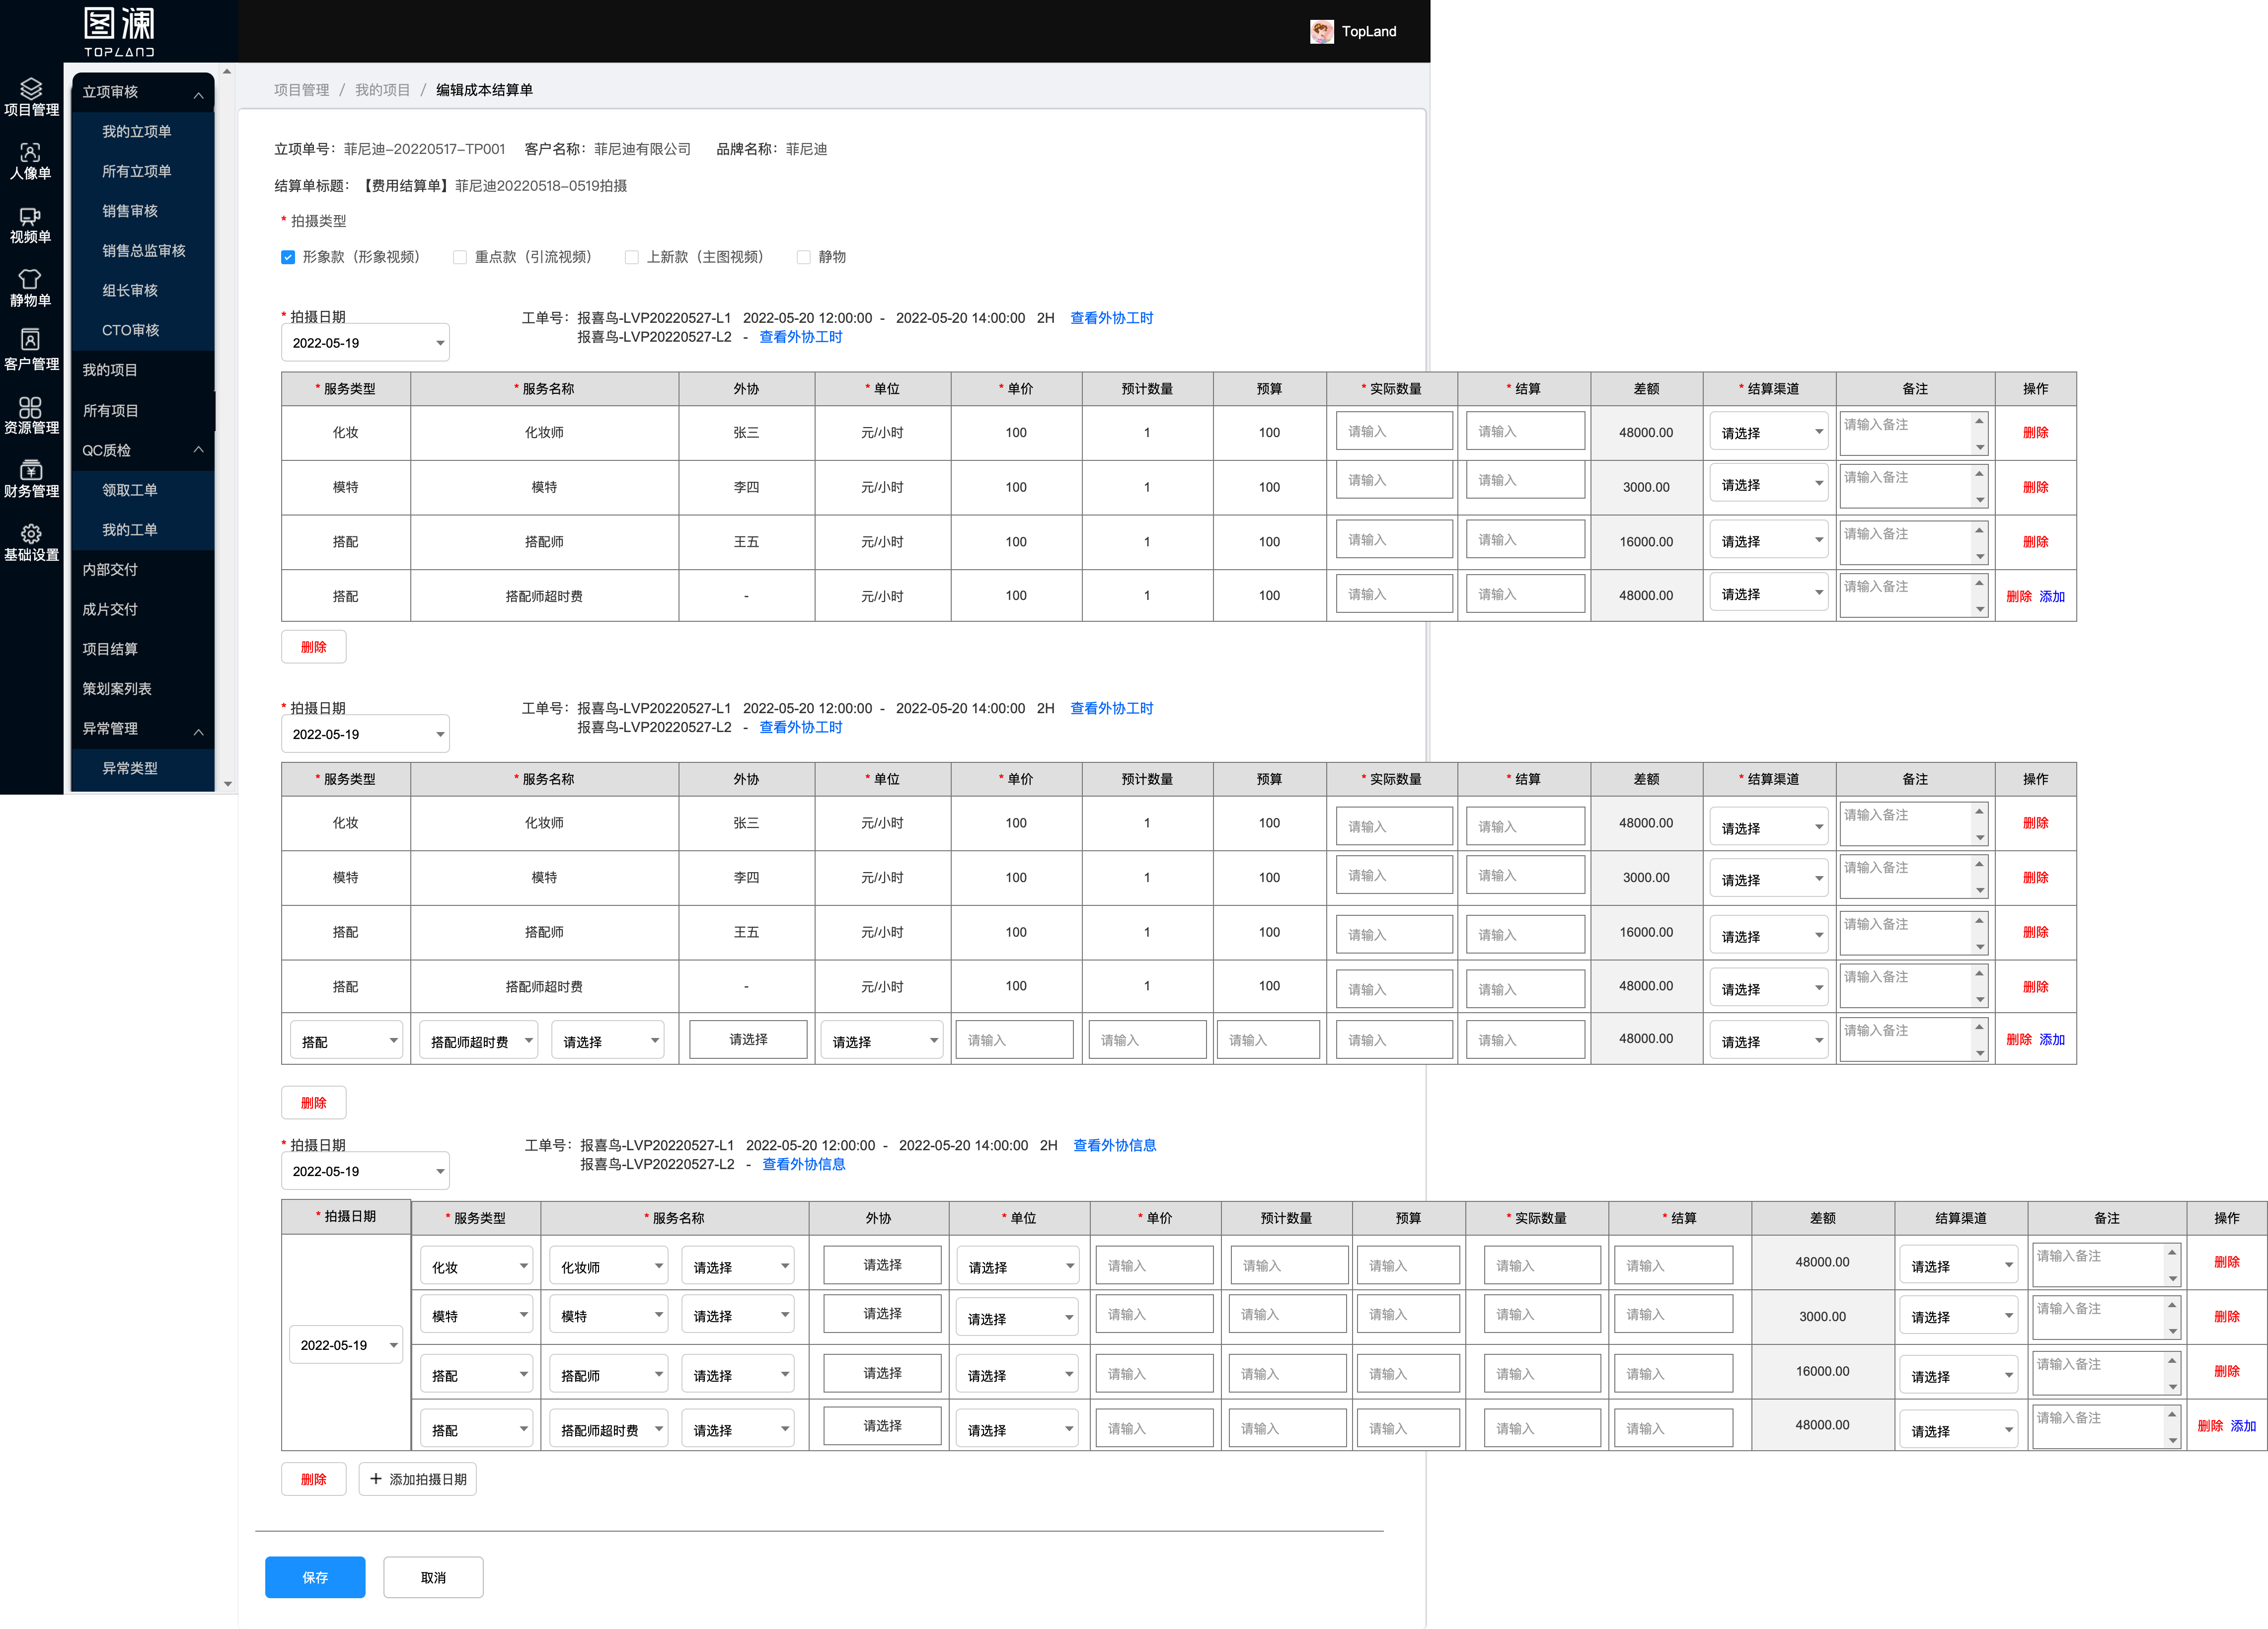 图澜
TOPLAND
TopLand
项目管理
人像单
视频单
静物单
客户管理
资源管理
财务管理
基础设置
立项审核
我的立项单
所有立项单
销售审核
销售总监审核
组长审核
CTO审核
我的项目
所有项目
QC质检
领取工单
我的工单
内部交付
成片交付
项目结算
策划案列表
异常管理
异常类型
项目管理 / 我的项目 / 编辑成本结算单
立项单号：菲尼迪-20220517-TP001 客户名称：菲尼迪有限公司 品牌名称：菲尼迪
结算单标题：【费用结算单】菲尼迪20220518-0519拍摄
* 拍摄类型
形象款（形象视频） 重点款（引流视频） 上新款（主图视频） 静物
* 拍摄日期
2022-05-19
工单号：报喜鸟-LVP20220527-L1 2022-05-20 12:00:00 - 2022-05-20 14:00:00 2H 查看外协工时
报喜鸟-LVP20220527-L2 - 查看外协工时
* 服务类型 * 服务名称 外协 * 单位 * 单价 预计数量 预算 * 实际数量 * 结算 差额 * 结算渠道 备注 操作
化妆 化妆师 张三 元/小时 100 1 100 请输入 请输入 48000.00 请选择 请输入备注 删除
模特 模特 李四 元/小时 100 1 100 请输入 请输入 3000.00 请选择 请输入备注 删除
搭配 搭配师 王五 元/小时 100 1 100 请输入 请输入 16000.00 请选择 请输入备注 删除
搭配 搭配师超时费 - 元/小时 100 1 100 请输入 请输入 48000.00 请选择 请输入备注 删除 添加
删除
* 拍摄日期
2022-05-19
工单号：报喜鸟-LVP20220527-L1 2022-05-20 12:00:00 - 2022-05-20 14:00:00 2H 查看外协工时
报喜鸟-LVP20220527-L2 - 查看外协工时
* 服务类型 * 服务名称 外协 * 单位 * 单价 预计数量 预算 * 实际数量 * 结算 差额 * 结算渠道 备注 操作
化妆 化妆师 张三 元/小时 100 1 100 请输入 请输入 48000.00 请选择 请输入备注 删除
模特 模特 李四 元/小时 100 1 100 请输入 请输入 3000.00 请选择 请输入备注 删除
搭配 搭配师 王五 元/小时 100 1 100 请输入 请输入 16000.00 请选择 请输入备注 删除
搭配 搭配师超时费 - 元/小时 100 1 100 请输入 请输入 48000.00 请选择 请输入备注 删除
搭配 搭配师超时费 请选择 请选择 请选择 请输入 请输入 请输入 请输入 请输入 48000.00 请选择 请输入备注 删除 添加
删除
* 拍摄日期
2022-05-19
工单号：报喜鸟-LVP20220527-L1 2022-05-20 12:00:00 - 2022-05-20 14:00:00 2H 查看外协信息
报喜鸟-LVP20220527-L2 - 查看外协信息
* 拍摄日期 * 服务类型 * 服务名称 外协 * 单位 * 单价 预计数量 预算 * 实际数量 * 结算 差额 结算渠道 备注 操作
2022-05-19
化妆 化妆师 请选择 请选择 请选择 请输入 请输入 请输入 请输入 请输入 48000.00 请选择 请输入备注 删除
模特 模特 请选择 请选择 请选择 请输入 请输入 请输入 请输入 请输入 3000.00 请选择 请输入备注 删除
搭配 搭配师 请选择 请选择 请选择 请输入 请输入 请输入 请输入 请输入 16000.00 请选择 请输入备注 删除
搭配 搭配师超时费 请选择 请选择 请选择 请输入 请输入 请输入 请输入 请输入 48000.00 请选择 请输入备注 删除 添加
删除 + 添加拍摄日期
保存 取消